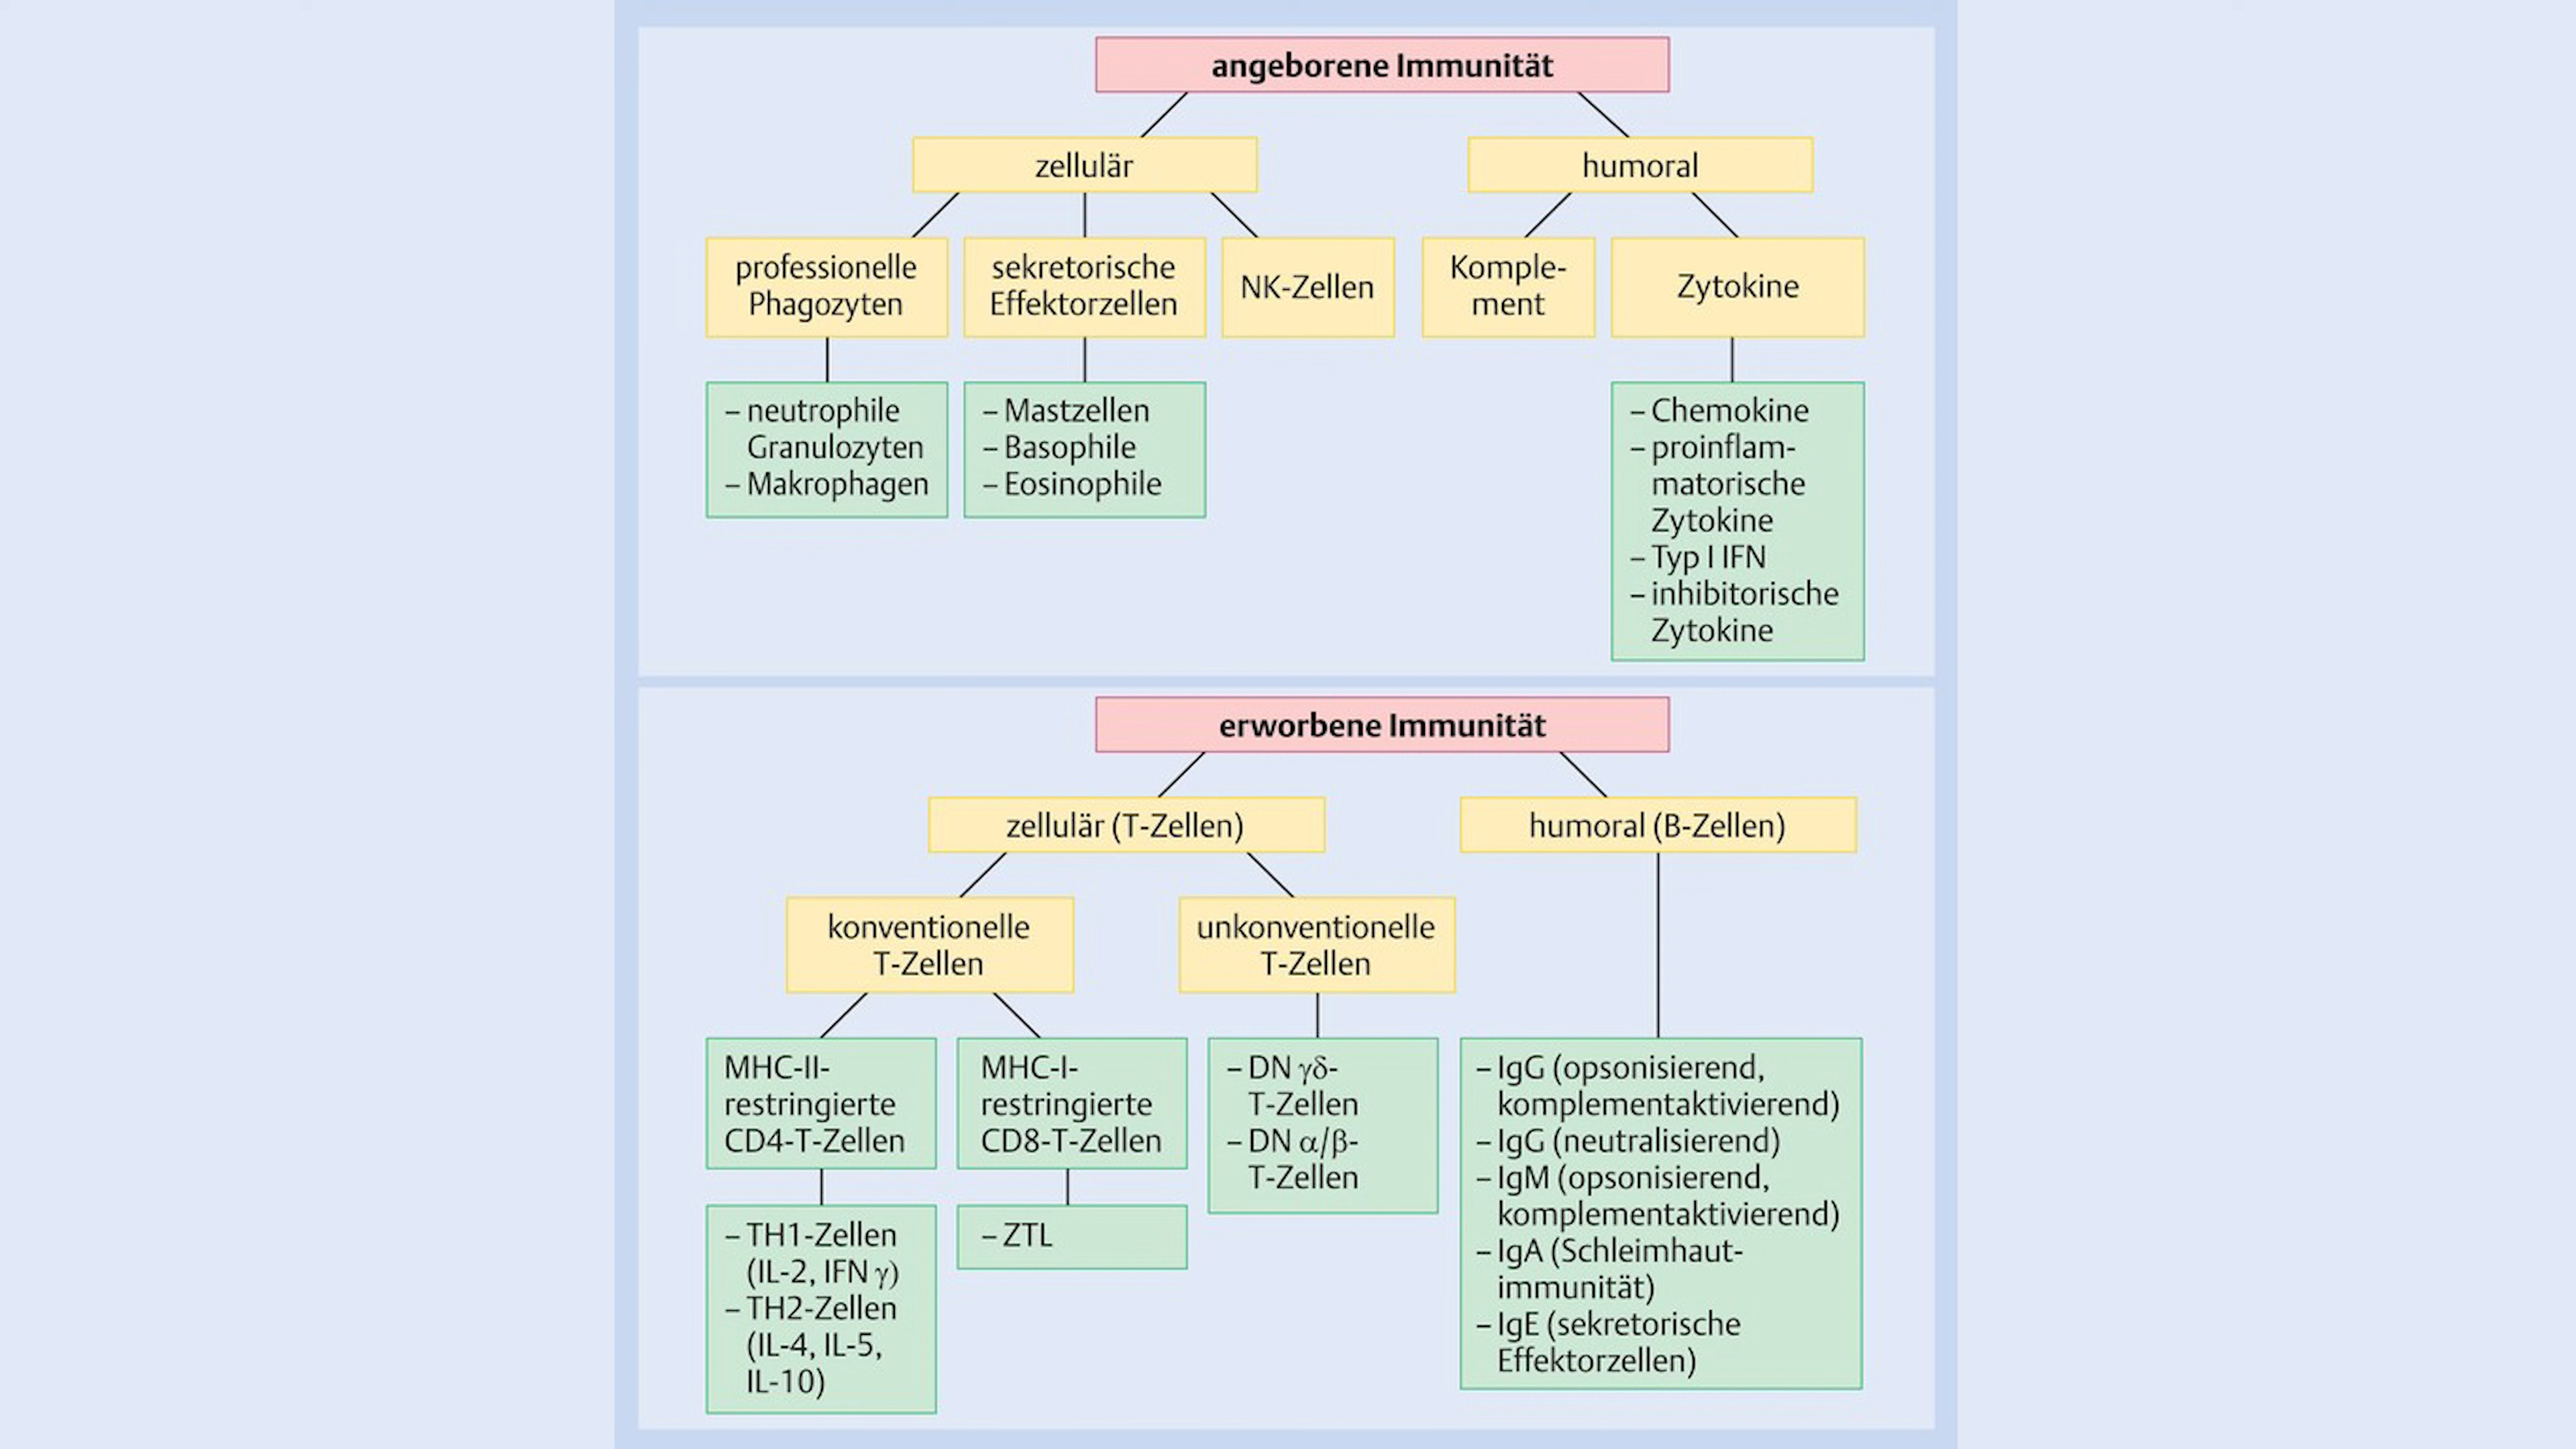 angeborene Immunität
zellulär
humoral
professionelle
Phagozyten
sekretorische
Effektorzellen
NK-Zellen
Komple-
ment
Zytokine
– neutrophile
Granulozyten
– Makrophagen
– Mastzellen
– Basophile
– Eosinophile
– Chemokine
– proinflam-
matorische
Zytokine
– Typ I IFN
– inhibitorische
Zytokine
erworbene Immunität
zellulär (T-Zellen)
humoral (B-Zellen)
konventionelle
T-Zellen
unkonventionelle
T-Zellen
MHC-II-
restringierte
CD4-T-Zellen
MHC-I-
restringierte
CD8-T-Zellen
– DN γδ-
T-Zellen
– DN α/β-
T-Zellen
– IgG (opsonisierend,
komplementaktivierend)
– IgG (neutralisierend)
– IgM (opsonisierend,
komplementaktivierend)
– IgA (Schleimhaut-
immunität)
– IgE (sekretorische
Effektorzellen)
– TH1-Zellen
(IL-2, IFN γ)
– TH2-Zellen
(IL-4, IL-5,
IL-10)
– ZTL